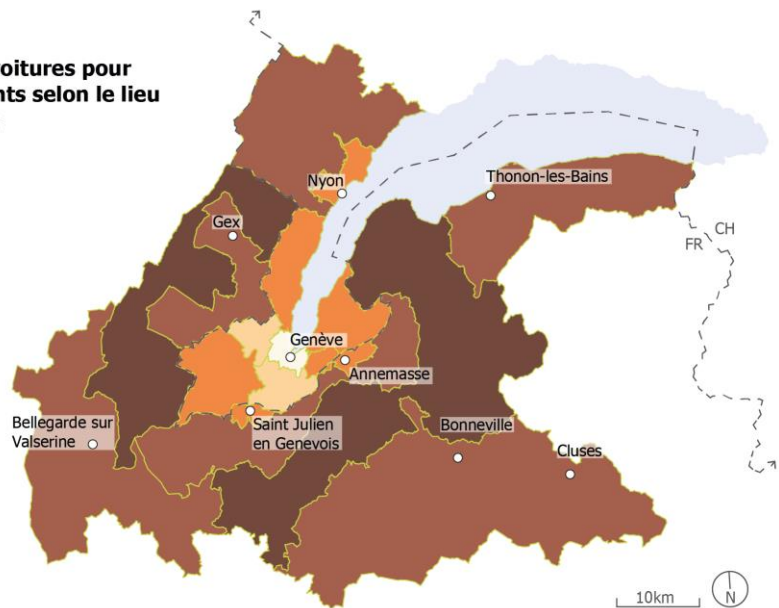 oitures pour
nts selon le lieu
Nyon
Thonon-les-Bains
Gex
CH
FR
Genève
Annemasse
Bellegarde sur
Valserine
Saint Julien
en Genevois
Bonneville
Cluses
10km
N